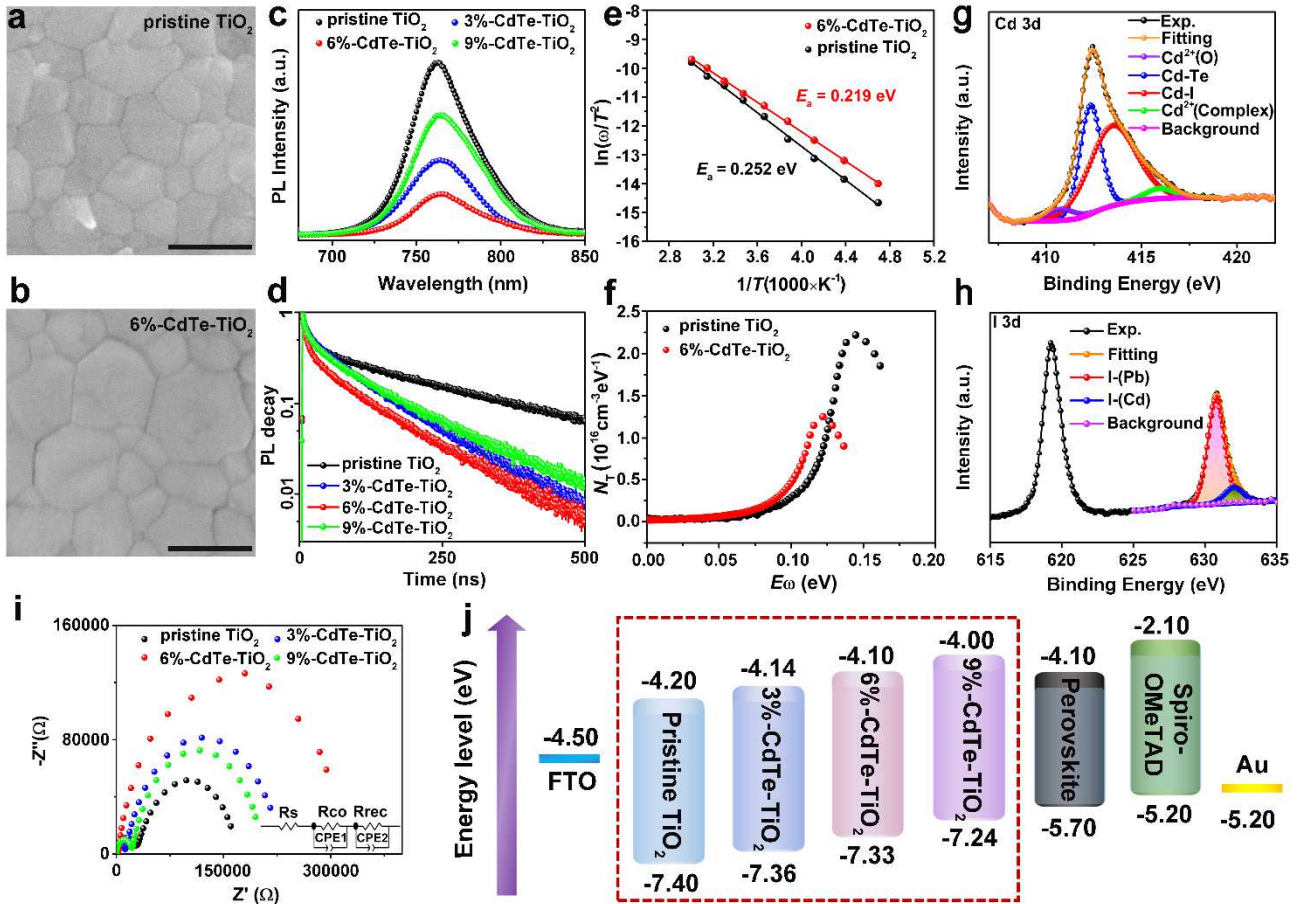 a
pristine TiO2
b
6%-CdTe-TiO2
c
pristine TiO2
3%-CdTe-TiO2
6%-CdTe-TiO2
9%-CdTe-TiO2
PL Intensity (a.u.)
700 750 800 850
Wavelength (nm)
d
1
0.1
0.01
PL decay
pristine TiO2
3%-CdTe-TiO2
6%-CdTe-TiO2
9%-CdTe-TiO2
0 250 500
Time (ns)
e
6%-CdTe-TiO2
pristine TiO2
Ea = 0.219 eV
Ea = 0.252 eV
ln(ω/T2)
-8
-9
-10
-11
-12
-13
-14
-15
-16
2.8 3.2 3.6 4.0 4.4 4.8 5.2
1/T(1000×K-1)
f
pristine TiO2
6%-CdTe-TiO2
NT (1016cm-3eV-1)
2.5
2.0
1.5
1.0
0.5
0.0
0.00 0.05 0.10 0.15 0.20
Eω (eV)
g
Cd 3d
Exp.
Fitting
Cd2+(O)
Cd-Te
Cd-I
Cd2+(Complex)
Background
Intensity (a.u.)
410 415 420
Binding Energy (eV)
h
I 3d
Exp.
Fitting
I-(Pb)
I-(Cd)
Background
Intensity (a.u.)
615 620 625 630 635
Binding Energy (eV)
i
pristine TiO2
3%-CdTe-TiO2
6%-CdTe-TiO2
9%-CdTe-TiO2
-Z''(Ω)
160000
80000
0
Rs Rco Rrec
CPE1 CPE2
0 150000 300000
Z' (Ω)
j
Energy level (eV)
-4.50
FTO
-4.20
Pristine TiO2
-7.40
-4.14
3%-CdTe-TiO2
-7.36
-4.10
6%-CdTe-TiO2
-7.33
-4.00
9%-CdTe-TiO2
-7.24
-4.10
Perovskite
-5.70
-2.10
Spiro-
OMeTAD
-5.20
Au
-5.20